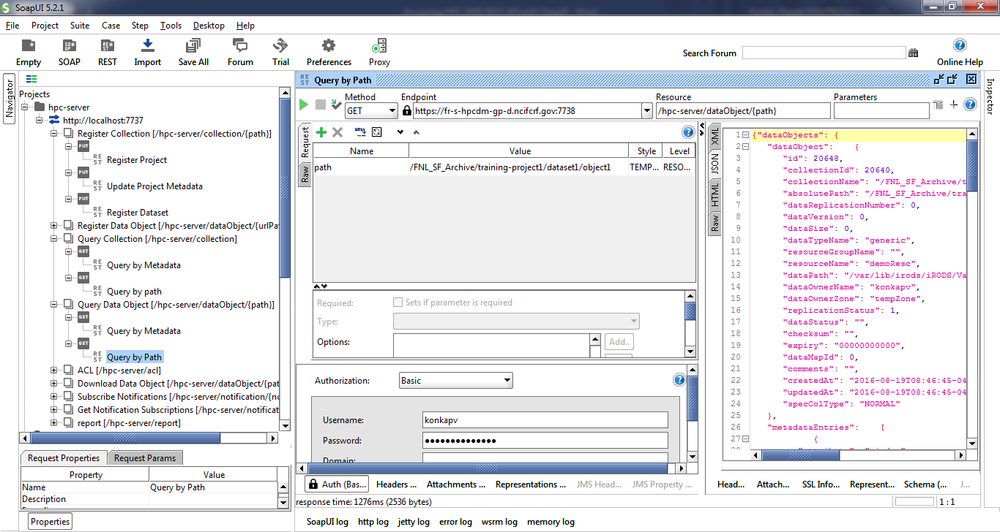 SoapUI 5.2.1
File Project Suite Case Step Tools Desktop Help
Empty SOAP REST Import Save All Forum Trial Preferences Proxy
Search Forum
Online Help
Navigator
Projects
hpc-server
http://localhost:7737
Register Collection [/hpc-server/collection/{path}]
PUT
REST Register Project
PUT
REST Update Project Metadata
PUT
REST Register Dataset
Register Data Object [/hpc-server/dataObject/{urlPat
Query Collection [/hpc-server/collection]
GET
REST Query by Metadata
GET
REST Query by path
Query Data Object [/hpc-server/dataObject/{path}]
GET
REST Query by Metadata
GET
REST Query by Path
ACL [/hpc-server/acl]
Download Data Object [/hpc-server/dataObject/{pat
Subscribe Notifications [/hpc-server/notification/{no
Get Notification Subscriptions [/hpc-server/notificat
report [/hpc-server/report]
Request Properties Request Params
Property Value
Name Query by Path
Description
Properties
REST Query by Path
Method Endpoint Resource Parameters
GET https://fr-s-hpcdm-gp-d.ncifcrf.gov:7738 /hpc-server/dataObject/{path}
Request
Raw
Name Value Style Level
path /FNL_SF_Archive/training-project1/dataset1/object1 TEMP... RESO...
Required: Sets if parameter is required
Type:
Options: Add..
Authorization: Basic
Username: konkapv
Password: ●●●●●●●●●●●●●●
Domain:
Auth (Bas... Headers ... Attachments ... Representations ... JMS Head... JMS Property ...
response time: 1276ms (2536 bytes)
XML
JSON
HTML
Raw
1 {"dataObjects": {
2 "dataObject": {
3 "id": 20648,
4 "collectionId": 20640,
5 "collectionName": "/FNL_SF_Archive/t
6 "absolutePath": "/FNL_SF_Archive/tra
7 "dataReplicationNumber": 0,
8 "dataVersion": 0,
9 "dataSize": 0,
10 "dataTypeName": "generic",
11 "resourceGroupName": "",
12 "resourceName": "demoResc",
13 "dataPath": "/var/lib/irods/iRODS/Va
14 "dataOwnerName": "konkapv",
15 "dataOwnerZone": "tempZone",
16 "replicationStatus": 1,
17 "dataStatus": "",
18 "checksum": "",
19 "expiry": "00000000000",
20 "dataMapId": 0,
21 "comments": "",
22 "createdAt": "2016-08-19T08:46:45-04
23 "updatedAt": "2016-08-19T08:46:45-04
24 "specColType": "NORMAL"
25 },
26 "metadataEntries": [
27 {
Head... Attach... SSL Info... Represent... Schema (... J...
1 : 1
Inspector
SoapUI log http log jetty log error log wsrm log memory log